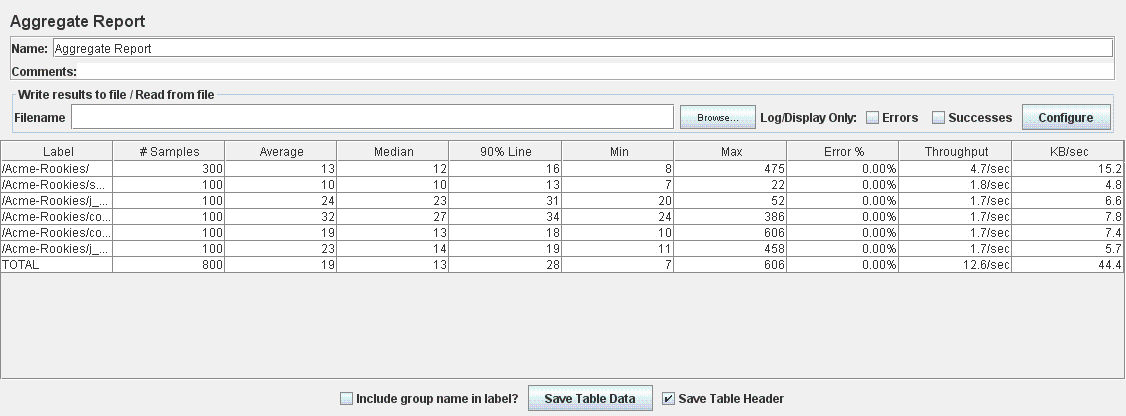 Aggregate Report
Name: Aggregate Report
Comments:
Write results to file / Read from file
Filename Browse... Log/Display Only: Errors Successes Configure
Label # Samples Average Median 90% Line Min Max Error % Throughput KB/sec
/Acme-Rookies/ 300 13 12 16 8 475 0.00% 4.7/sec 15.2
/Acme-Rookies/s... 100 10 10 13 7 22 0.00% 1.8/sec 4.8
/Acme-Rookies/j_... 100 24 23 31 20 52 0.00% 1.7/sec 6.6
/Acme-Rookies/co... 100 32 27 34 24 386 0.00% 1.7/sec 7.8
/Acme-Rookies/co... 100 19 13 18 10 606 0.00% 1.7/sec 7.4
/Acme-Rookies/j_... 100 23 14 19 11 458 0.00% 1.7/sec 5.7
TOTAL 800 19 13 28 7 606 0.00% 12.6/sec 44.4
Include group name in label? Save Table Data Save Table Header